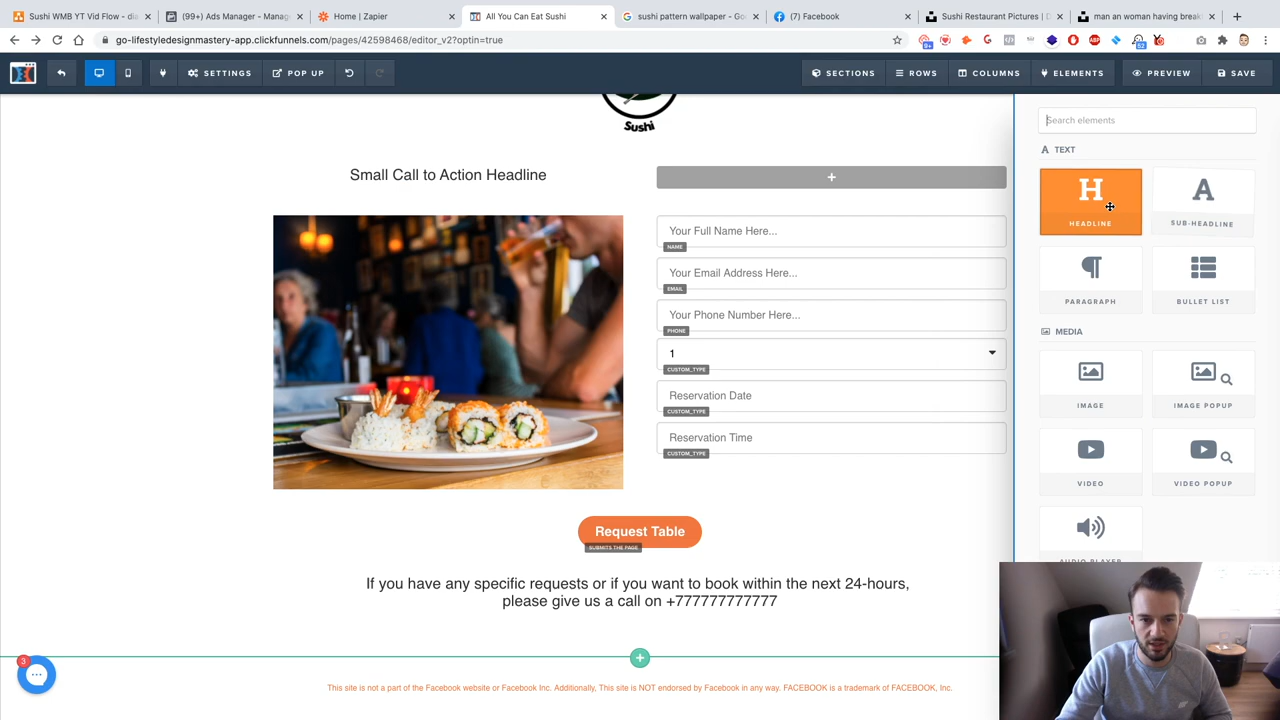 Sushi WMB YT Vid Flow - dia
(99+) Ads Manager - Manage
Home | Zapier
All You Can Eat Sushi
sushi pattern wallpaper - Goo
(7) Facebook
Sushi Restaurant Pictures | D
man an woman having break
go-lifestyledesignmastery-app.clickfunnels.com/pages/42598468/editor_v2?optin=true
SETTINGS
POP UP
SECTIONS
ROWS
COLUMNS
ELEMENTS
PREVIEW
SAVE
Sushi
Small Call to Action Headline
Your Full Name Here...
NAME
Your Email Address Here...
EMAIL
Your Phone Number Here...
PHONE
1
CUSTOM_TYPE
Reservation Date
CUSTOM_TYPE
Reservation Time
CUSTOM_TYPE
Request Table
SUBMITS THE PAGE
If you have any specific requests or if you want to book within the next 24-hours,
please give us a call on +777777777777
3
This site is not a part of the Facebook website or Facebook Inc. Additionally, This site is NOT endorsed by Facebook in any way. FACEBOOK is a trademark of FACEBOOK, Inc.
Search elements
TEXT
HEADLINE
SUB-HEADLINE
PARAGRAPH
BULLET LIST
MEDIA
IMAGE
IMAGE POPUP
VIDEO
VIDEO POPUP
AUDIO PLAYER